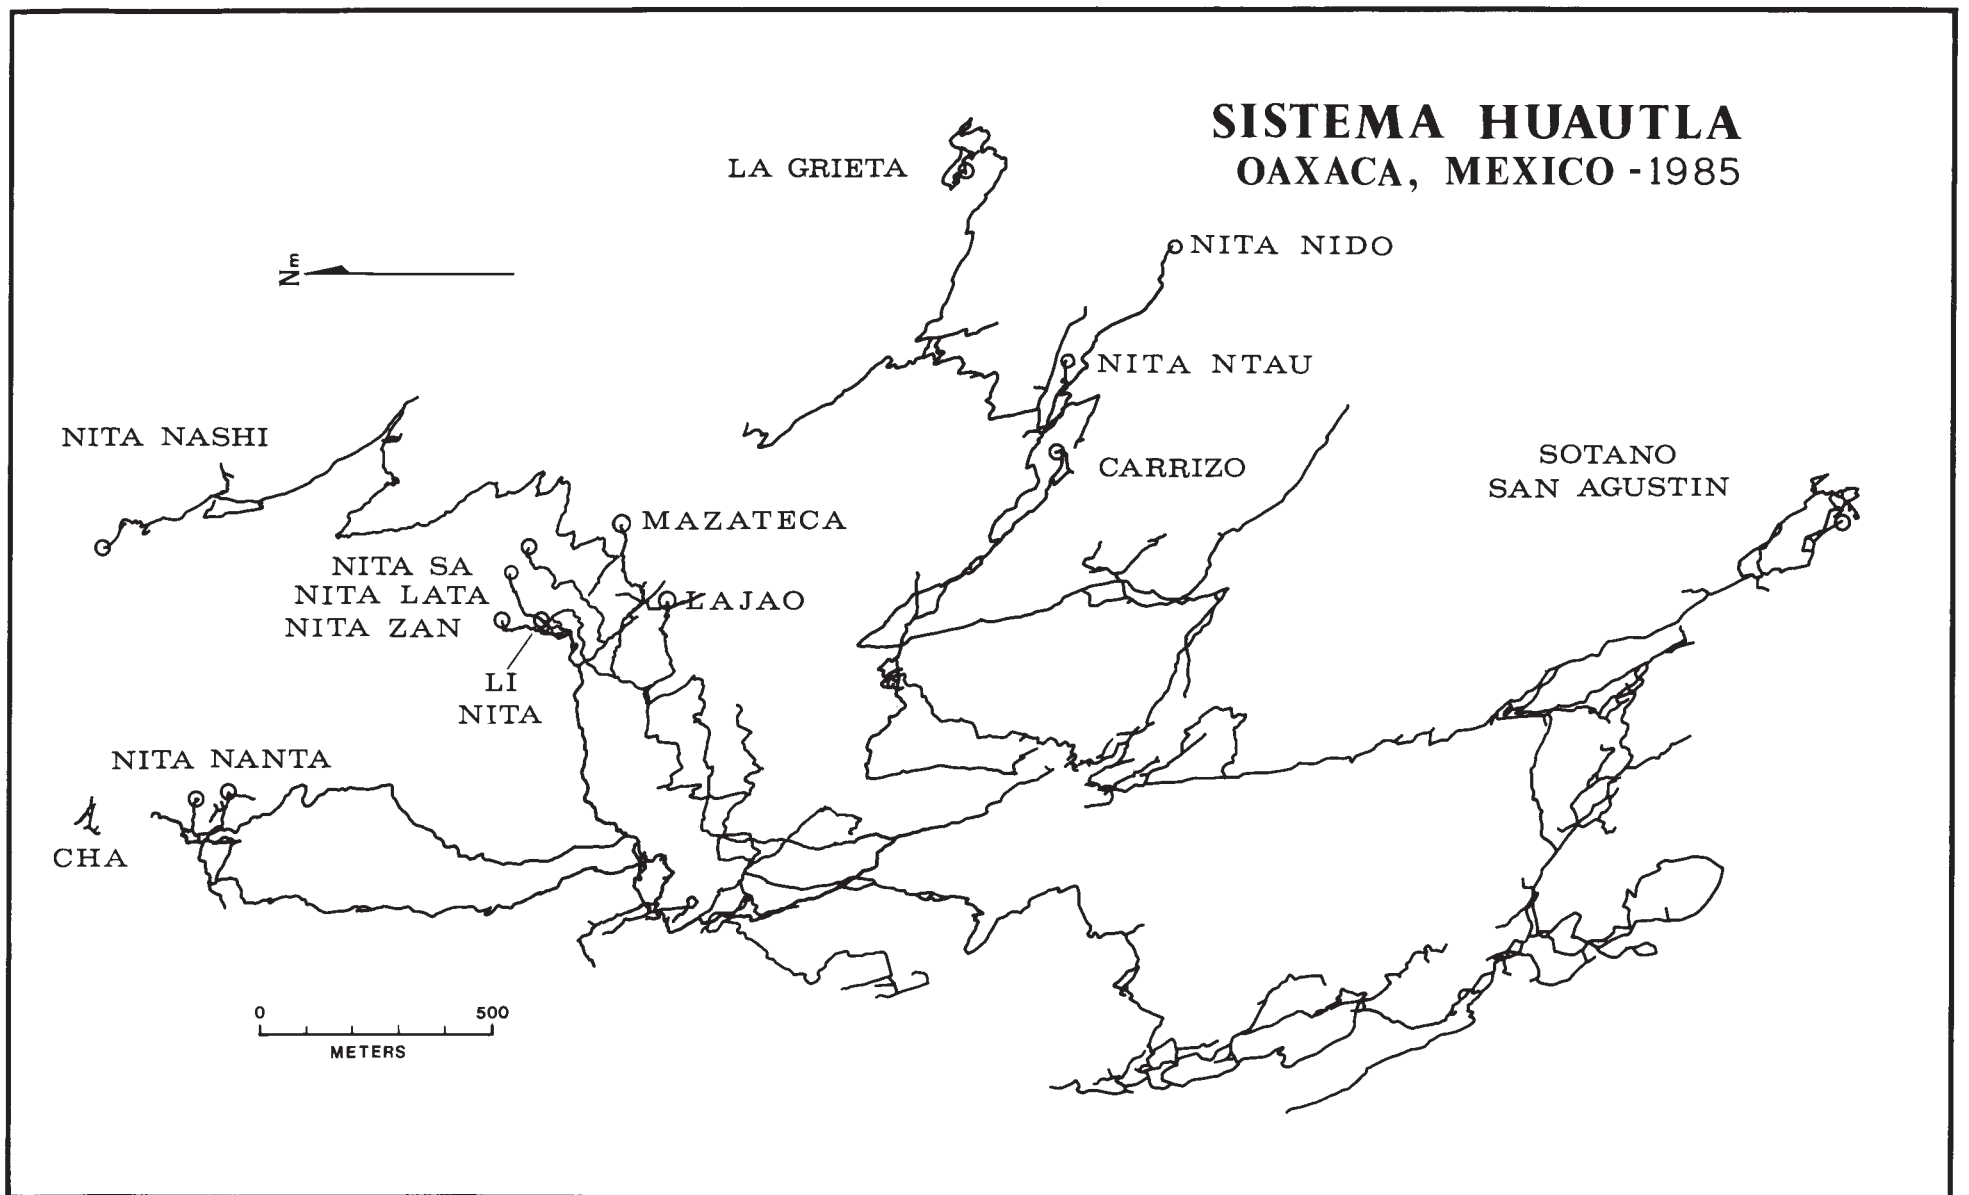 SISTEMA HUAUTLA
OAXACA, MEXICO - 1985
LA GRIETA
NITA NIDO
Nm
NITA NTAU
NITA NASHI
CARRIZO
SOTANO
SAN AGUSTIN
MAZATECA
NITA SA
NITA LATA
LAJAO
NITA ZAN
LI
NITA
NITA NANTA
CHA
0 500
METERS